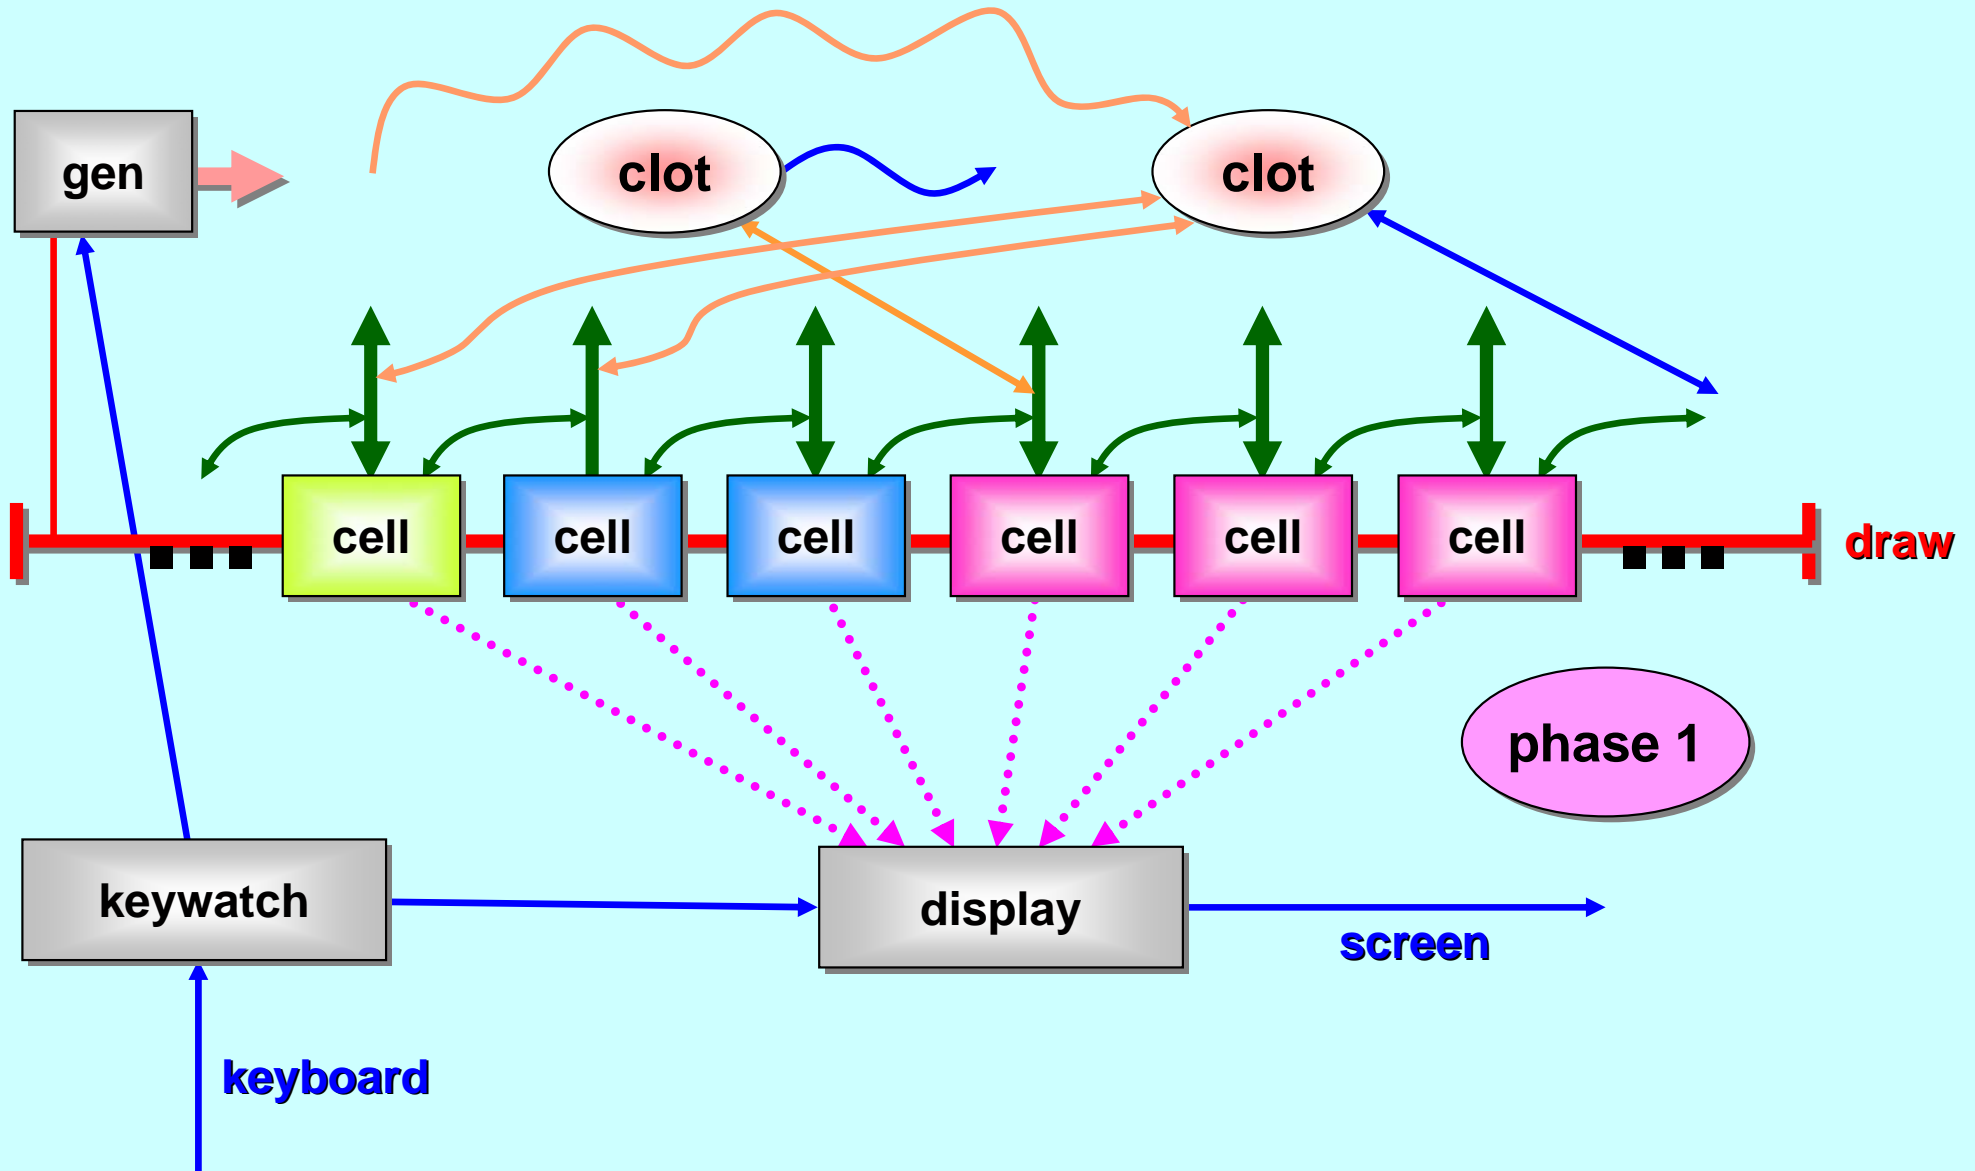 gen
clot
clot
cell
cell
cell
cell
cell
cell
draw
phase 1
keywatch
display
screen
keyboard